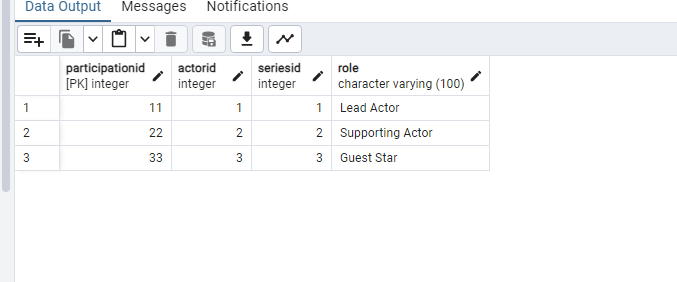 Data Output Messages Notifications
participationid actorid seriesid role
[PK] integer integer integer character varying (100)
1 11 1 1 Lead Actor
2 22 2 2 Supporting Actor
3 33 3 3 Guest Star